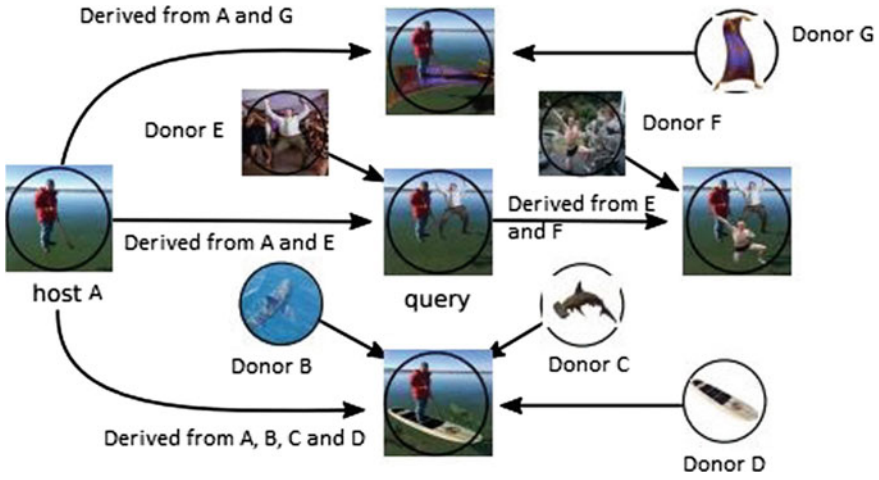 Derived from A and G
Donor G
Donor E
Donor F
Derived from A and E
Derived from E
and F
host A
query
Donor B
Donor C
Derived from A, B, C and D
Donor D